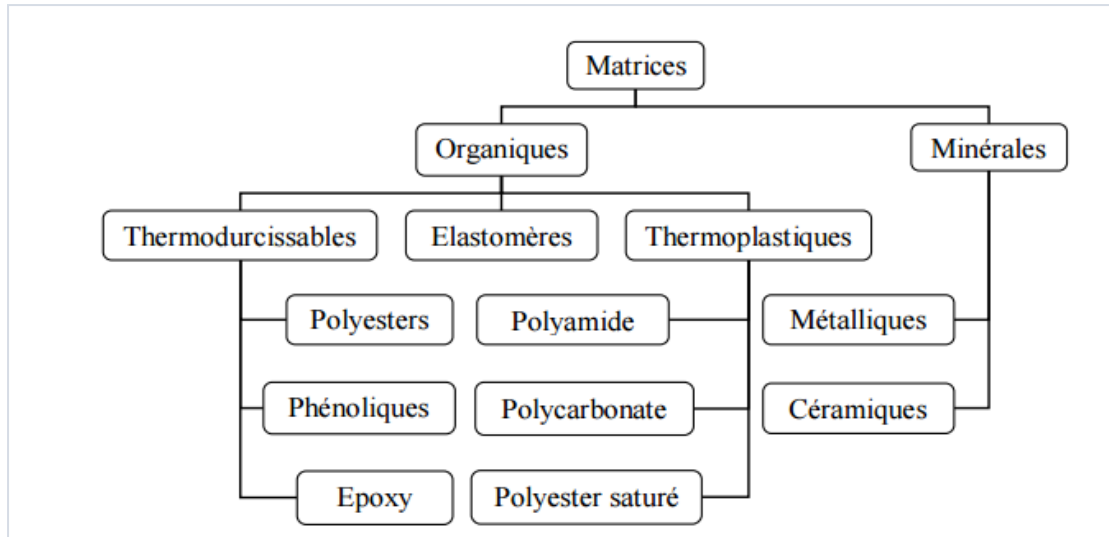 Matrices
Organiques
Minérales
Thermodurcissables
Elastomères
Thermoplastiques
Polyesters
Polyamide
Métalliques
Phénoliques
Polycarbonate
Céramiques
Epoxy
Polyester saturé